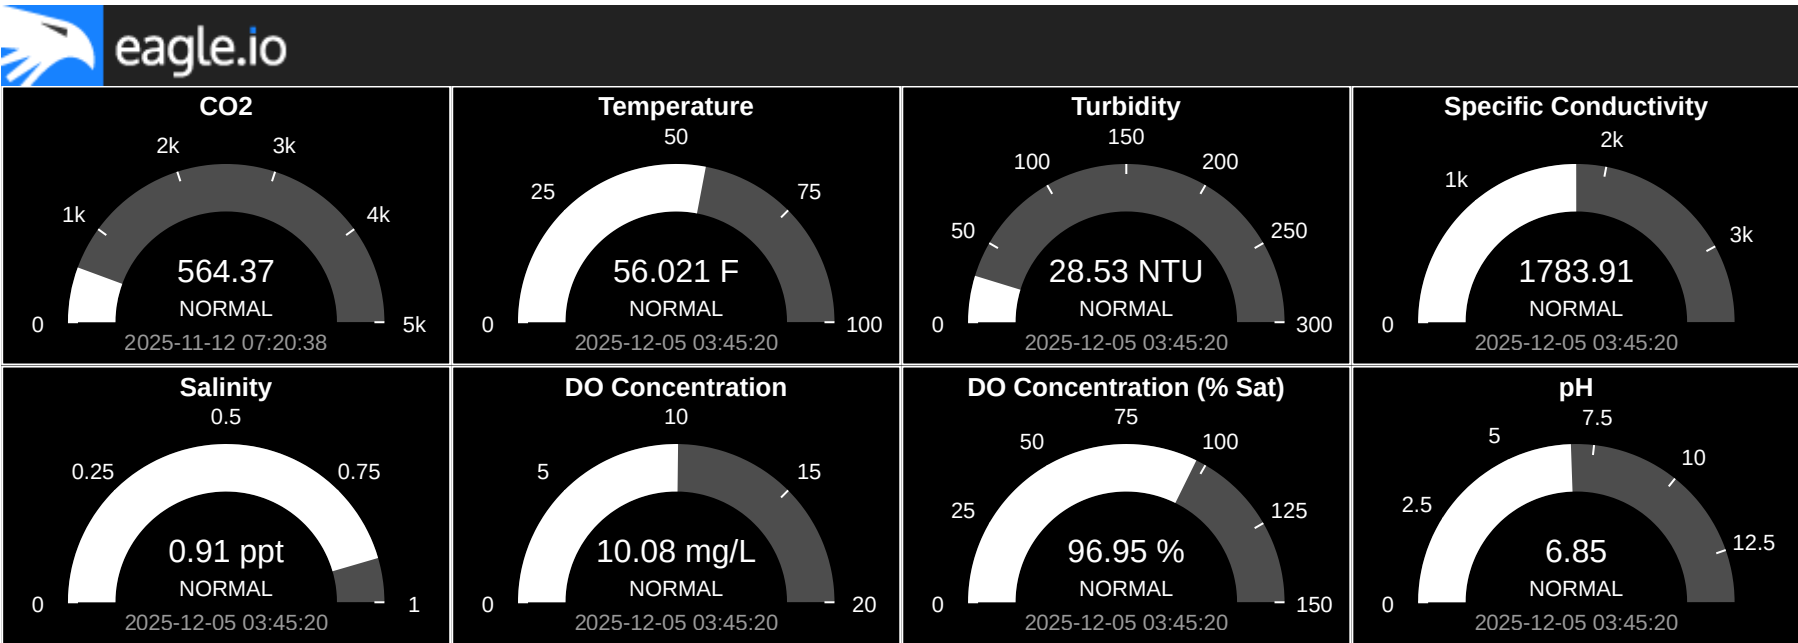 eagle.io
CO2
0
1k
2k
3k
4k
5k
564.37
NORMAL
2025-11-12 07:20:38
Temperature
0
25
50
75
100
56.021 F
NORMAL
2025-12-05 03:45:20
Turbidity
0
50
100
150
200
250
300
28.53 NTU
NORMAL
2025-12-05 03:45:20
Specific Conductivity
0
1k
2k
3k
1783.91
NORMAL
2025-12-05 03:45:20
Salinity
0
0.25
0.5
0.75
1
0.91 ppt
NORMAL
2025-12-05 03:45:20
DO Concentration
0
5
10
15
20
10.08 mg/L
NORMAL
2025-12-05 03:45:20
DO Concentration (% Sat)
0
25
50
75
100
125
150
96.95 %
NORMAL
2025-12-05 03:45:20
pH
0
2.5
5
7.5
10
12.5
6.85
NORMAL
2025-12-05 03:45:20